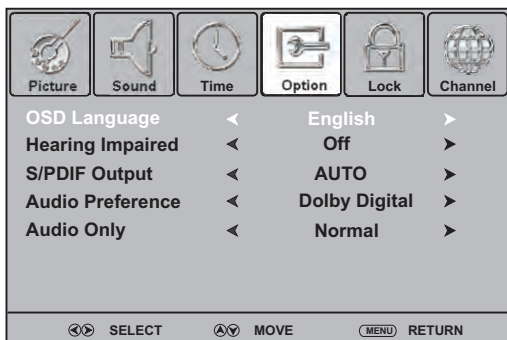 Picture Sound Time Option Lock Channel
OSD Language English
Hearing Impaired Off
S/PDIF Output AUTO
Audio Preference Dolby Digital
Audio Only Normal
SELECT MOVE MENU RETURN